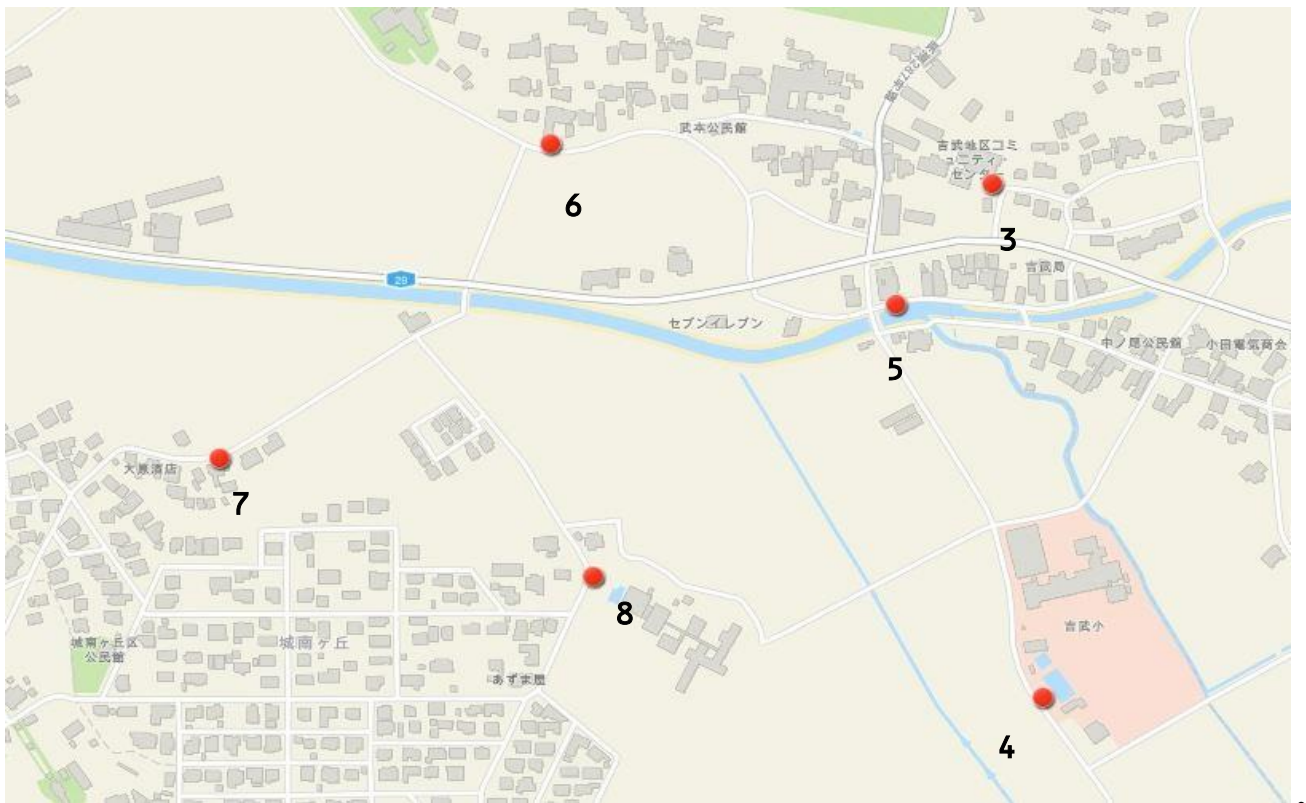 武本公民館
吉武地区コミ
ュニティ
センター
6
3
29
吉武局
セブンイレブン
中ノ尾公民館
小田電気商会
5
大原酒店
7
8
吉武小
城南ヶ丘区
公民館
城南ヶ丘
あずま屋
4